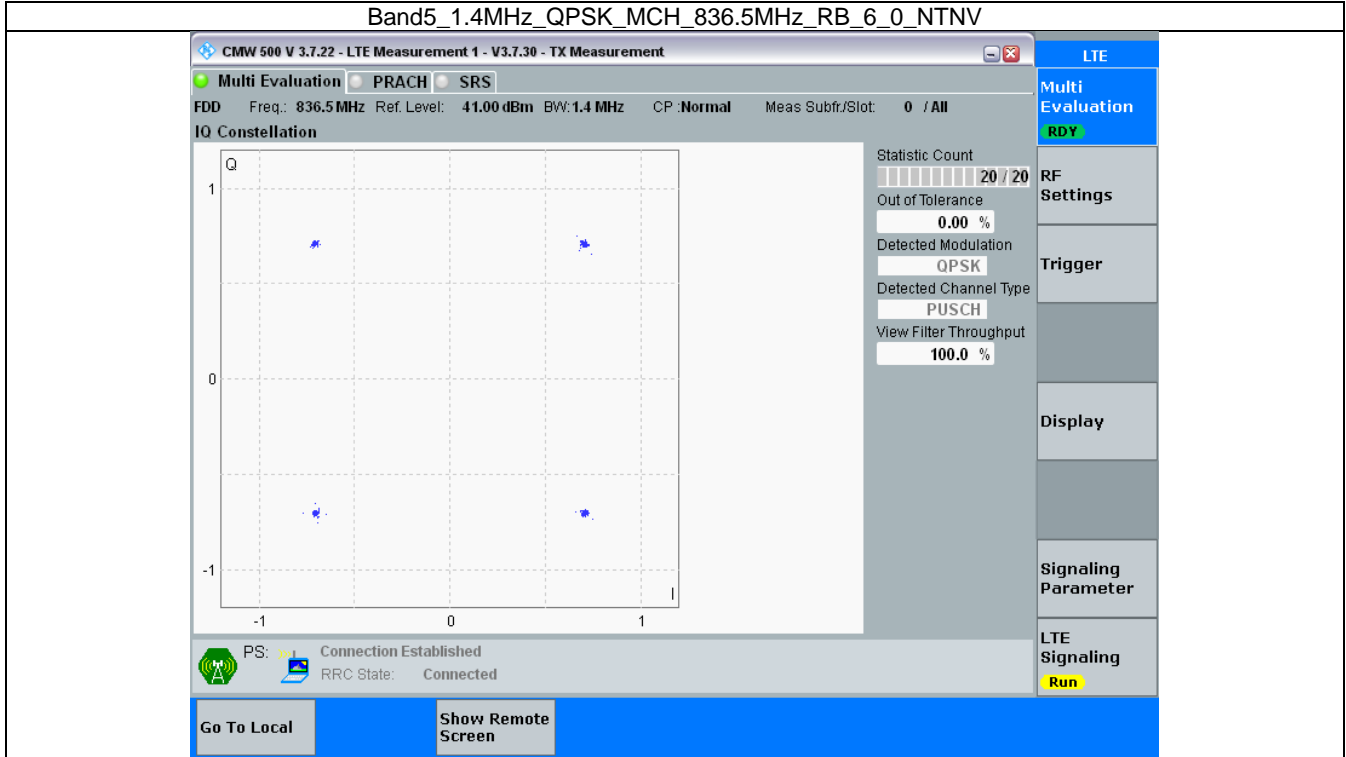 Band5_1.4MHz_QPSK_MCH_836.5MHz_RB_6_0_NTNV
CMW 500 V 3.7.22 - LTE Measurement 1 - V3.7.30 - TX Measurement
LTE
Multi Evaluation PRACH SRS
Multi
Evaluation
RDY
FDD Freq.: 836.5 MHz Ref. Level: 41.00 dBm BW: 1.4 MHz CP :Normal Meas Subfr./Slot: 0 / All
IQ Constellation
Q
1
0
-1
-1 0 1
I
Statistic Count
20 / 20
Out of Tolerance
0.00 %
Detected Modulation
QPSK
Detected Channel Type
PUSCH
View Filter Throughput
100.0 %
RF
Settings
Trigger
Display
Signaling
Parameter
LTE
Signaling
Run
PS: Connection Established
RRC State: Connected
Go To Local
Show Remote
Screen